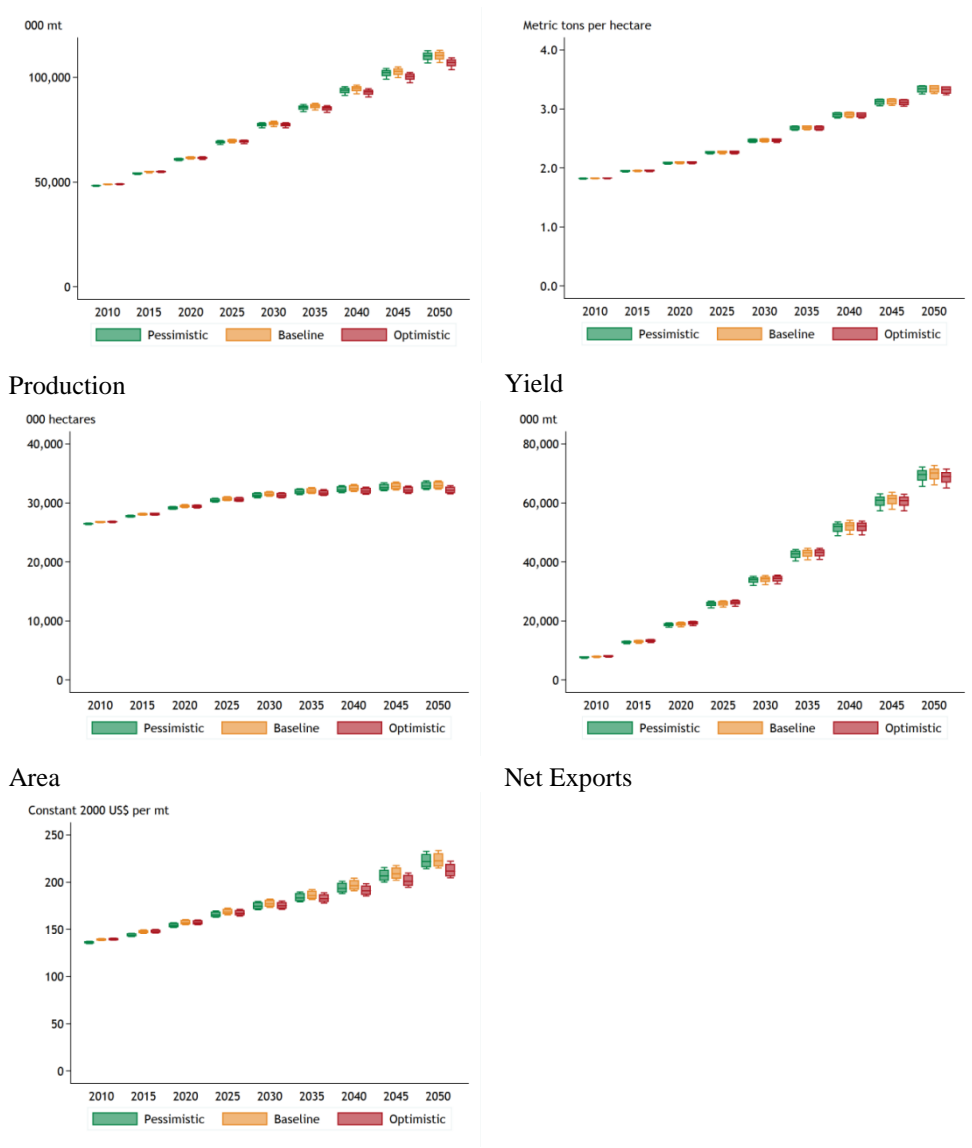 000 mt
100,000
50,000
0
2010 2015 2020 2025 2030 2035 2040 2045 2050
Pessimistic Baseline Optimistic
Production
Metric tons per hectare
4.0
3.0
2.0
1.0
0.0
2010 2015 2020 2025 2030 2035 2040 2045 2050
Pessimistic Baseline Optimistic
Yield
000 hectares
40,000
30,000
20,000
10,000
0
2010 2015 2020 2025 2030 2035 2040 2045 2050
Pessimistic Baseline Optimistic
Area
000 mt
80,000
60,000
40,000
20,000
0
2010 2015 2020 2025 2030 2035 2040 2045 2050
Pessimistic Baseline Optimistic
Net Exports
Constant 2000 US$ per mt
250
200
150
100
50
0
2010 2015 2020 2025 2030 2035 2040 2045 2050
Pessimistic Baseline Optimistic